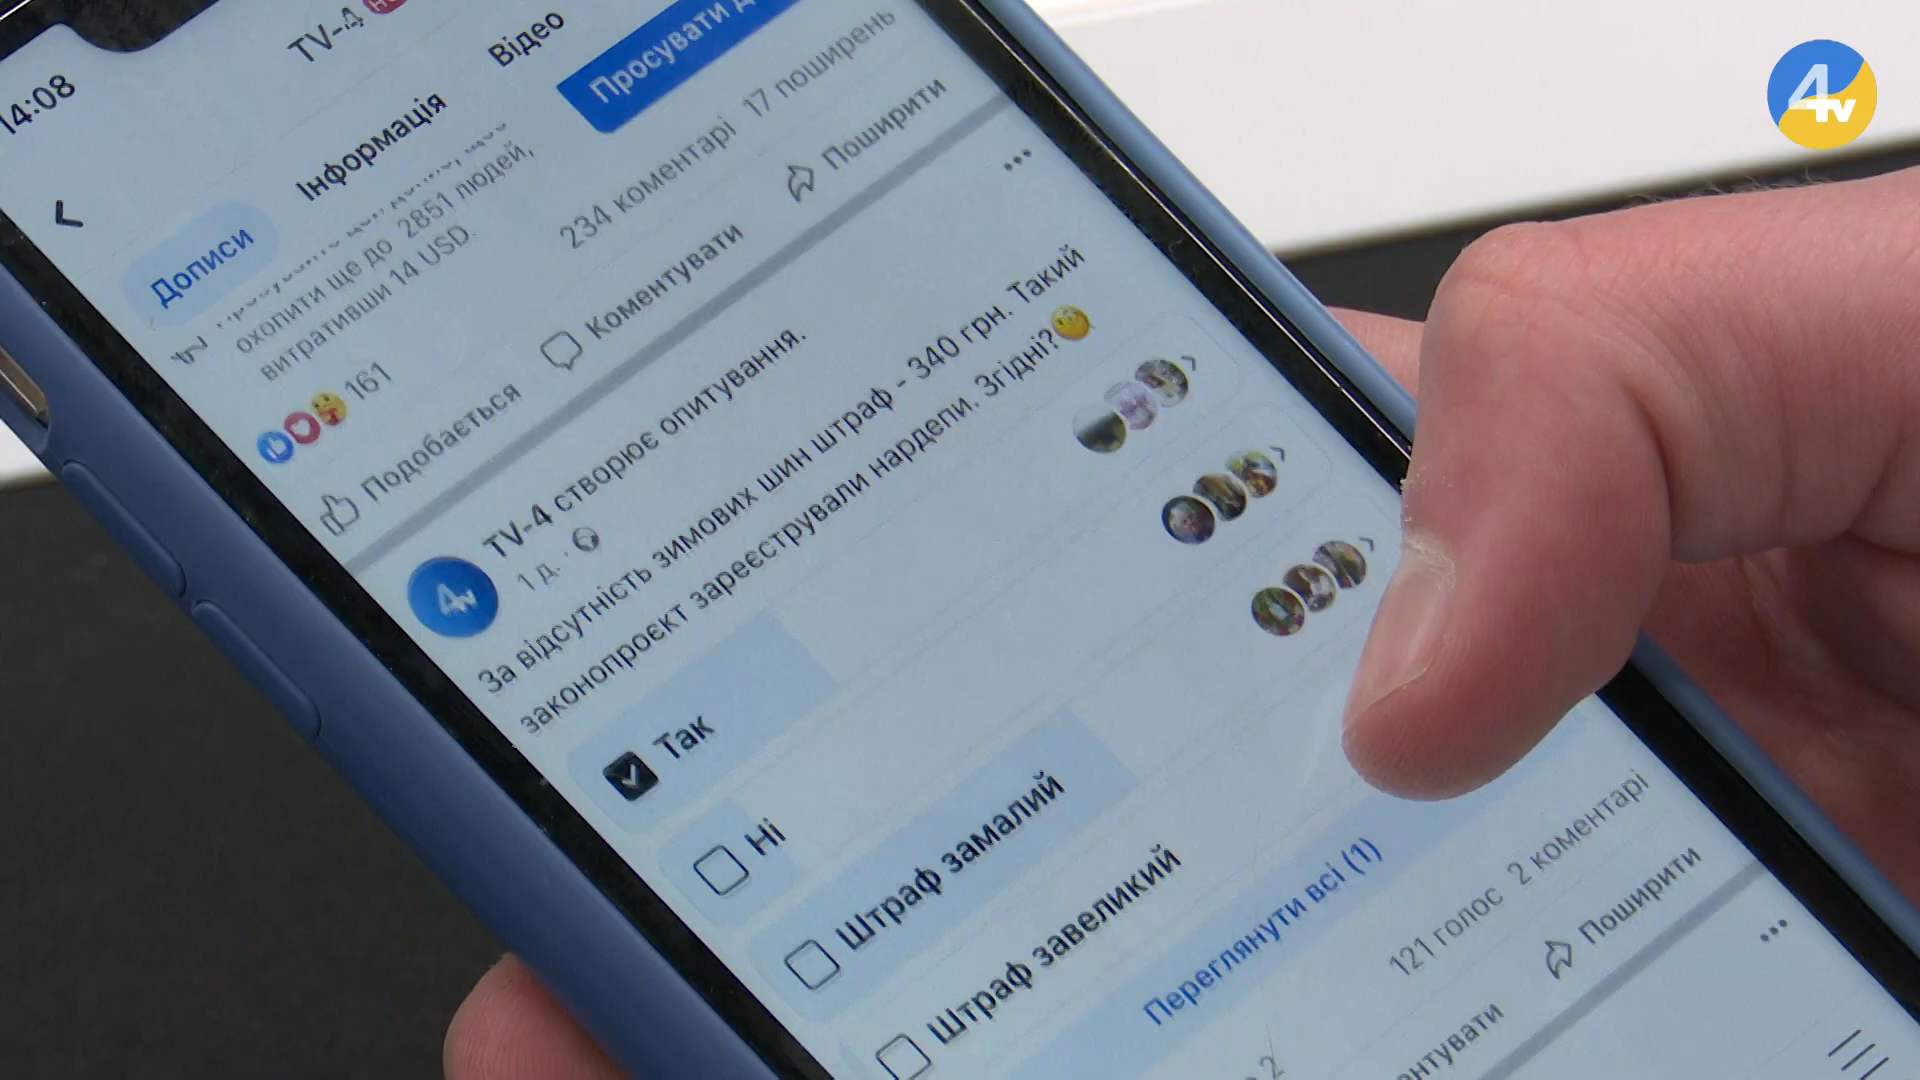 14:08
TV-4
Дописи
Інформація
Відео
охопити ще до 2851 людей,
витративши 14 USD.
Просувати д
161
234 коментарі 17 поширень
Подобається
Коментувати
Поширити
TV-4 створює опитування.
1 д.
За відсутність зимових шин штраф - 340 грн. Такий
законопроєкт зареєстрували нардепи. Згідні?
Так
Ні
Штраф замалий
Штраф завеликий
Переглянути всі (1)
121 голос 2 коментарі
Поширити
4tv